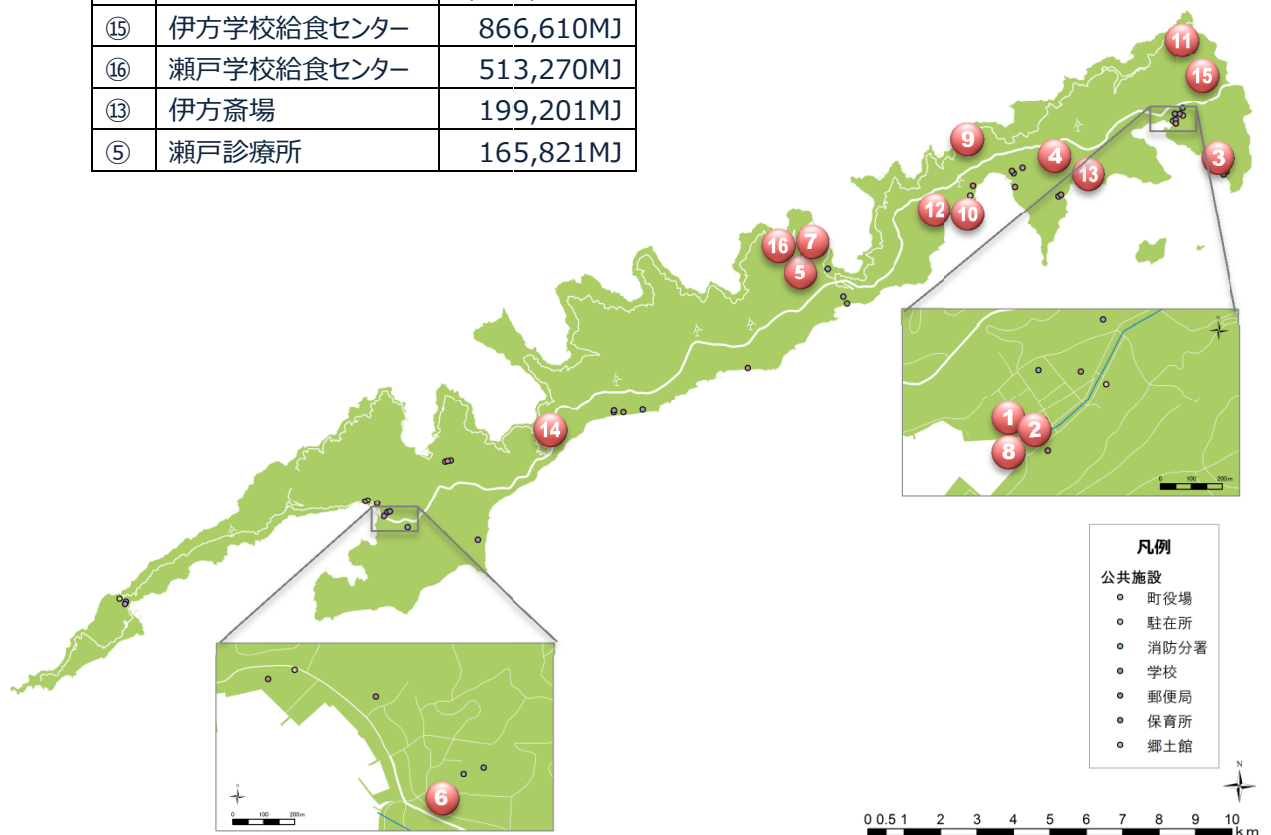 ⑮ 伊方学校給食センター 866,610MJ
⑯ 瀬戸学校給食センター 513,270MJ
⑬ 伊方斎場 199,201MJ
⑤ 瀬戸診療所 165,821MJ
11
15
9
4
3
13
12
10
16
7
5
N
1
2
8
0 100 200m
14
凡例
公共施設
町役場
駐在所
消防分署
学校
郵便局
保育所
郷土館
6
N
0 100 200m
N
0 0.5 1 2 3 4 5 6 7 8 9 10
km